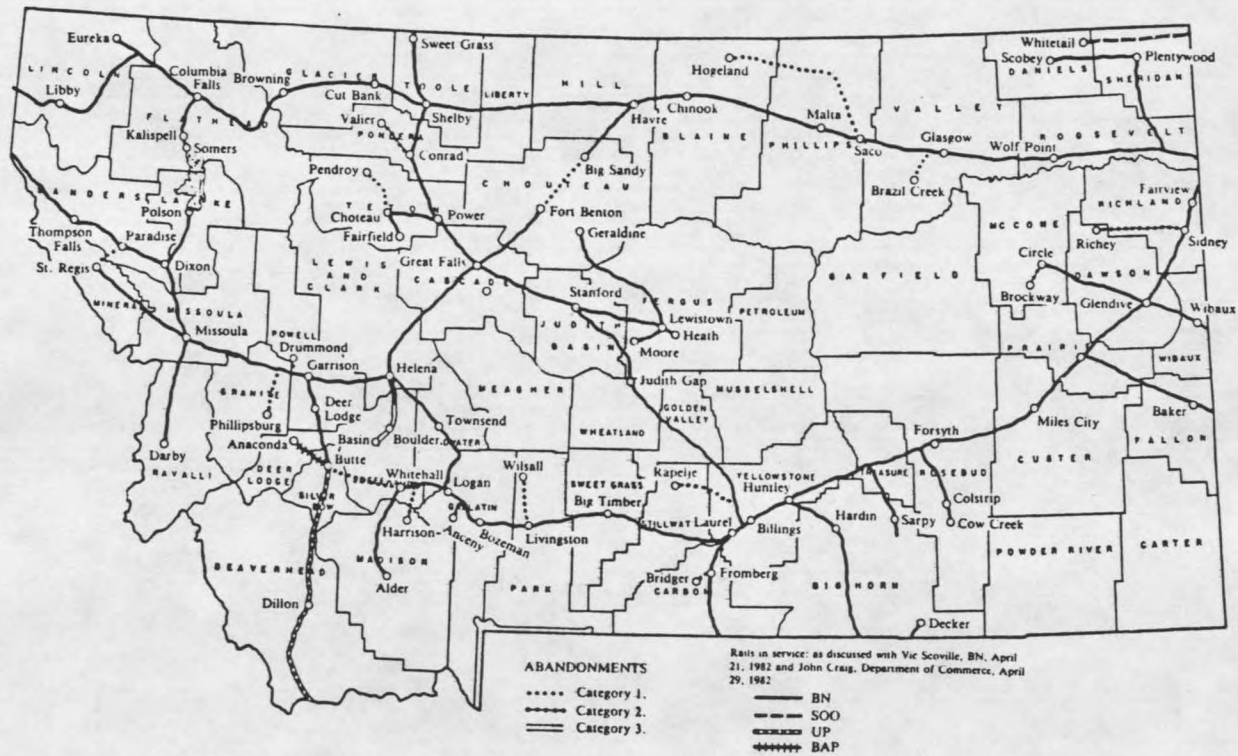 Eureka
Sweet Grass
Hogeland
Whitetail
Scobey
Plentywood
DANIELS
SHERIDAN
LINCOLN
Libby
Columbia
Falls
Browning
GLACIER
Cut Bank
TOOLE
LIBERTY
HILL
Shelby
Havre
Chinook
BLAINE
Malta
PHILLIPS
VALLEY
Saco
Glasgow
Wolf Point
ROOSEVELT
FLATHEAD
Kalispell
Somers
Valier
PONDERA
Conrad
Big Sandy
CHOUTEAU
Brazil Creek
Pendroy
TETON
Choteau
Fairfield
Power
Fort Benton
Geraldine
SANDERS
LAKE
Polson
Thompson
Falls
Paradise
St. Regis
Dixon
Great Falls
LEWIS
AND
CLARK
CASCADE
Stanford
FERGUS
Lewistown
PETROLEUM
GARFIELD
Fairview
RICHLAND
MCCONE
Richey
Sidney
Circle
DAWSON
Brockway
Glendive
Wibaux
MINERAL
MISSOULA
Missoula
POWELL
Drummond
Garrison
Helena
JUDITH
BASIN
Moore
Heath
Judith Gap
MUSSELSHELL
PRAIRIE
WIBAUX
MEAGHER
GRANITE
Phillipsburg
Deer
Lodge
Townsend
WHEATLAND
GOLDEN
VALLEY
Forsyth
Miles City
Baker
FALLON
Anaconda
Basin
Boulder
Darby
RAVALLI
DEER
LODGE
Butte
SILVER
BOW
Whitehall
Logan
GALLATIN
Wilsall
SWEET GRASS
Big Timber
Rapelje
YELLOWSTONE
Huntley
TREASURE
ROSEBUD
CUSTER
Colstrip
Cow Creek
Harrison
Anceny
Bozeman
Livingston
STILLWAT
Laurel
Billings
Hardin
Sarpy
BEAVERHEAD
MADISON
Alder
Dillon
PARK
Bridger
CARBON
Fromberg
BIGHORN
POWDER RIVER
CARTER
Decker
Rails in service: as discussed with Vic Scoville, BN, April
21, 1982 and John Craig, Department of Commerce, April
29, 1982
ABANDONMENTS
Category 1.
Category 2.
Category 3.
BN
SOO
UP
BAP